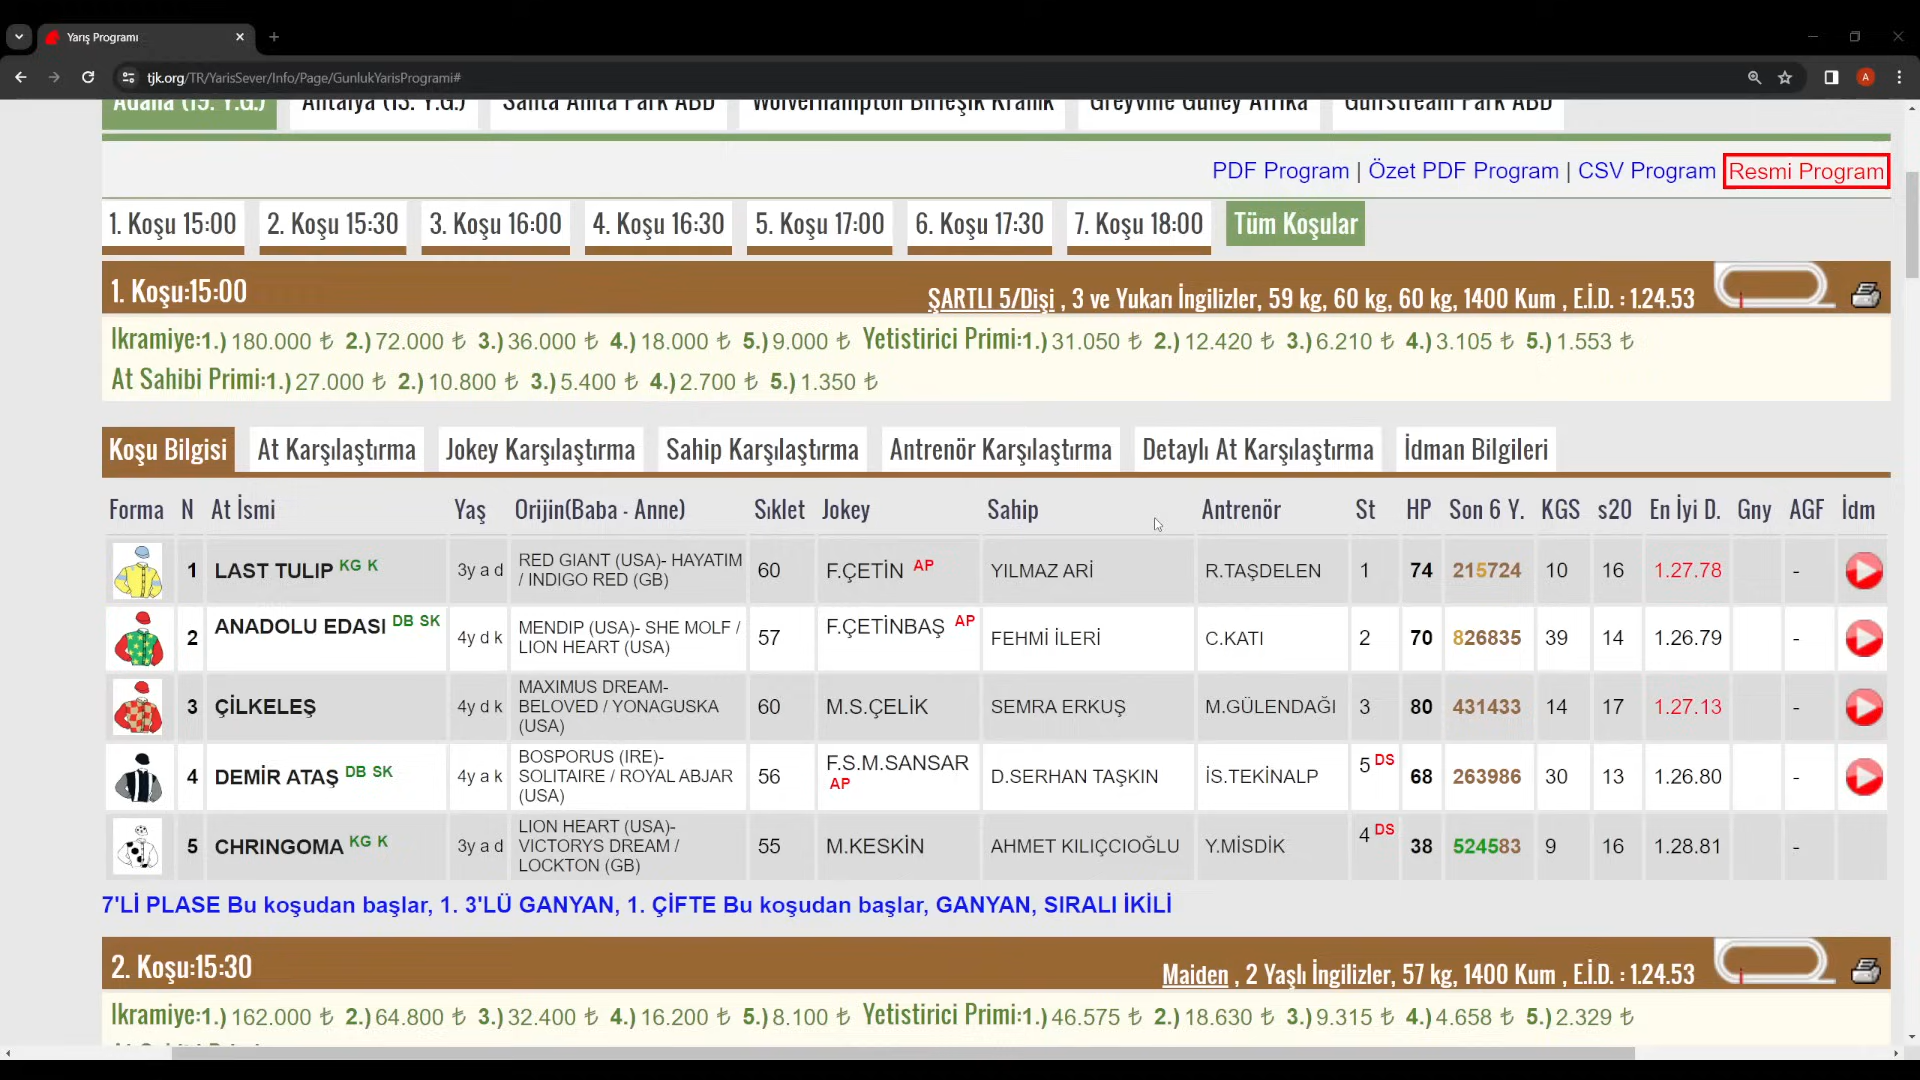 Yarış Programı
tjk.org/TR/YarisSever/Info/Page/GunlukYarisProgrami#
A
Adana (15. Y.G.) Antalya (13. Y.G.) Santa Anita Park ABD Wolverhampton Birleşik Krallık Greyville Güney Afrika Gulfstream Park ABD
PDF Program | Özet PDF Program | CSV Program Resmi Program
1. Koşu 15:00 2. Koşu 15:30 3. Koşu 16:00 4. Koşu 16:30 5. Koşu 17:00 6. Koşu 17:30 7. Koşu 18:00 Tüm Koşular
1. Koşu:15:00 ŞARTLI 5/Dişi , 3 ve Yukarı İngilizler, 59 kg, 60 kg, 60 kg, 1400 Kum , E.İ.D. : 1.24.53
Ikramiye:1.) 180.000 ₺ 2.) 72.000 ₺ 3.) 36.000 ₺ 4.) 18.000 ₺ 5.) 9.000 ₺ Yetistirici Primi:1.) 31.050 ₺ 2.) 12.420 ₺ 3.) 6.210 ₺ 4.) 3.105 ₺ 5.) 1.553 ₺
At Sahibi Primi:1.) 27.000 ₺ 2.) 10.800 ₺ 3.) 5.400 ₺ 4.) 2.700 ₺ 5.) 1.350 ₺
Koşu Bilgisi At Karşılaştırma Jokey Karşılaştırma Sahip Karşılaştırma Antrenör Karşılaştırma Detaylı At Karşılaştırma İdman Bilgileri
Forma N At İsmi Yaş Orijin(Baba - Anne) Sıklet Jokey Sahip Antrenör St HP Son 6 Y. KGS s20 En İyi D. Gny AGF İdm
1 LAST TULIP KG K 3y a d RED GIANT (USA)- HAYATIM / INDIGO RED (GB) 60 F.ÇETİN AP YILMAZ ARİ R.TAŞDELEN 1 74 215724 10 16 1.27.78 -
2 ANADOLU EDASI DB SK 4y d k MENDIP (USA)- SHE MOLF / LION HEART (USA) 57 F.ÇETİNBAŞ AP FEHMİ İLERİ C.KATI 2 70 826835 39 14 1.26.79 -
3 ÇİLKELEŞ 4y d k MAXIMUS DREAM- BELOVED / YONAGUSKA (USA) 60 M.S.ÇELİK SEMRA ERKUŞ M.GÜLENDAĞI 3 80 431433 14 17 1.27.13 -
4 DEMİR ATAŞ DB SK 4y a k BOSPORUS (IRE)- SOLITAIRE / ROYAL ABJAR (USA) 56 F.S.M.SANSAR AP D.SERHAN TAŞKIN İS.TEKİNALP 5 DS 68 263986 30 13 1.26.80 -
5 CHRINGOMA KG K 3y a d LION HEART (USA)- VICTORYS DREAM / LOCKTON (GB) 55 M.KESKİN AHMET KILIÇCIOĞLU Y.MİSDİK 4 DS 38 524583 9 16 1.28.81 -
7'Lİ PLASE Bu koşudan başlar, 1. 3'LÜ GANYAN, 1. ÇİFTE Bu koşudan başlar, GANYAN, SIRALI İKİLİ
2. Koşu:15:30 Maiden , 2 Yaşlı İngilizler, 57 kg, 1400 Kum , E.İ.D. : 1.24.53
Ikramiye:1.) 162.000 ₺ 2.) 64.800 ₺ 3.) 32.400 ₺ 4.) 16.200 ₺ 5.) 8.100 ₺ Yetistirici Primi:1.) 46.575 ₺ 2.) 18.630 ₺ 3.) 9.315 ₺ 4.) 4.658 ₺ 5.) 2.329 ₺